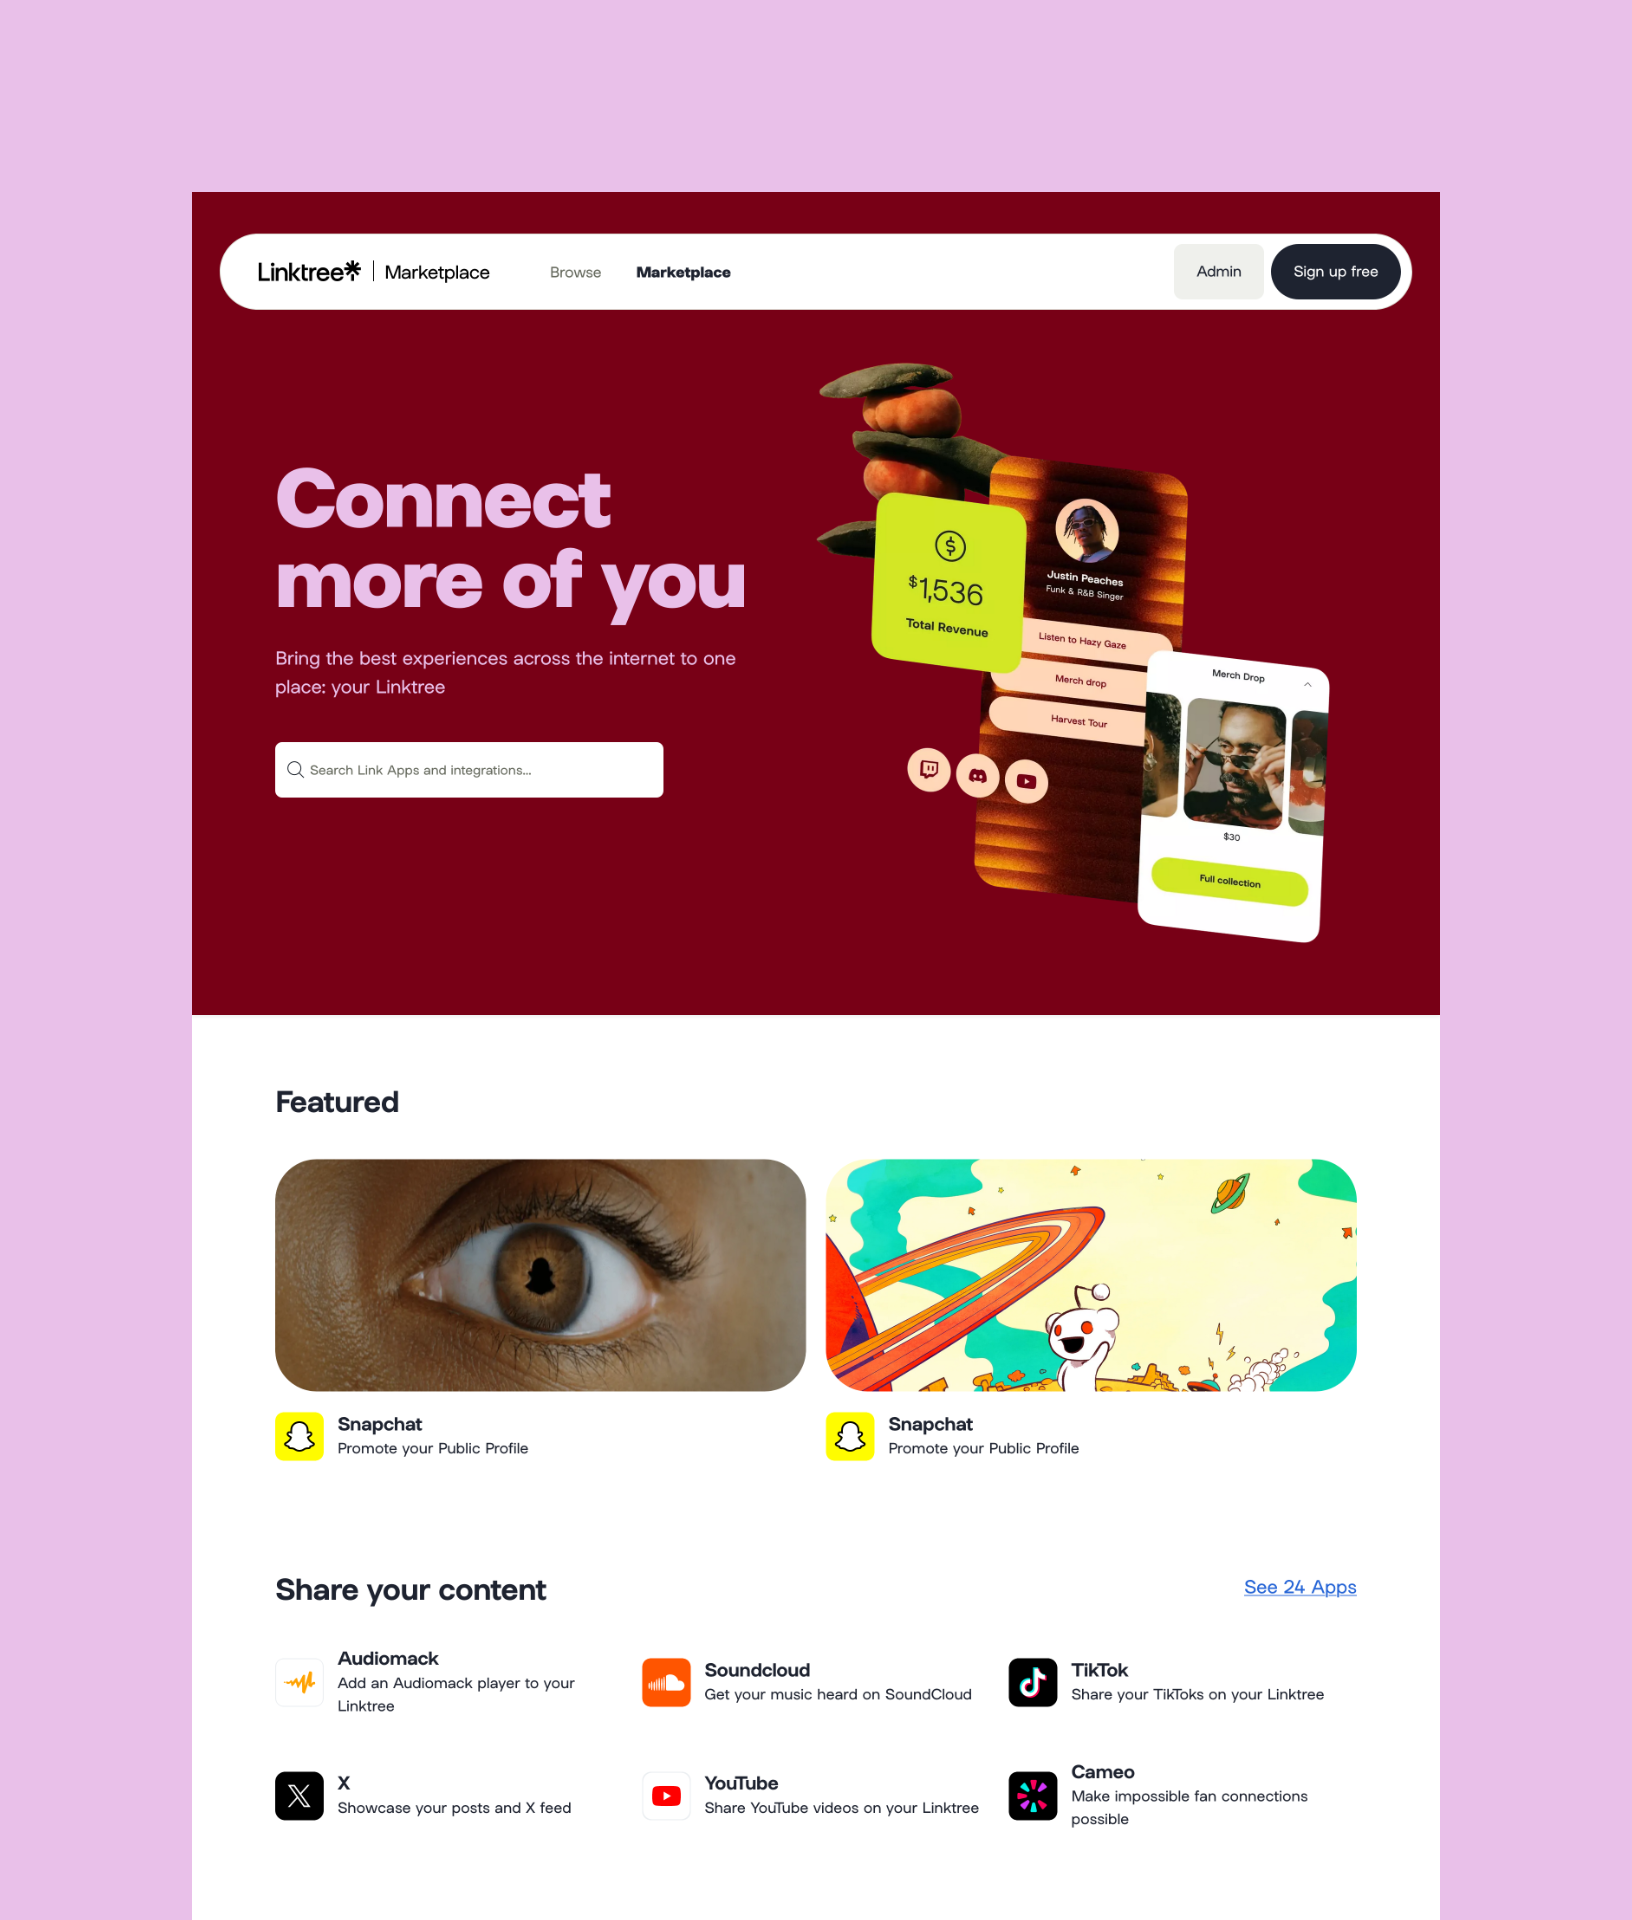 Linktree* | Marketplace
Browse
Marketplace
Admin
Sign up free
Connect
more of you
Bring the best experiences across the internet to one
place: your Linktree
Search Link Apps and integrations...
$1,536
Total Revenue
Justin Peaches
Funk & R&B Singer
Listen to Hazy Gaze
Merch drop
Harvest Tour
Merch Drop
$30
Full collection
Featured
Snapchat
Promote your Public Profile
Snapchat
Promote your Public Profile
Share your content
See 24 Apps
Audiomack
Add an Audiomack player to your
Linktree
Soundcloud
Get your music heard on SoundCloud
TikTok
Share your TikToks on your Linktree
X
Showcase your posts and X feed
YouTube
Share YouTube videos on your Linktree
Cameo
Make impossible fan connections
possible